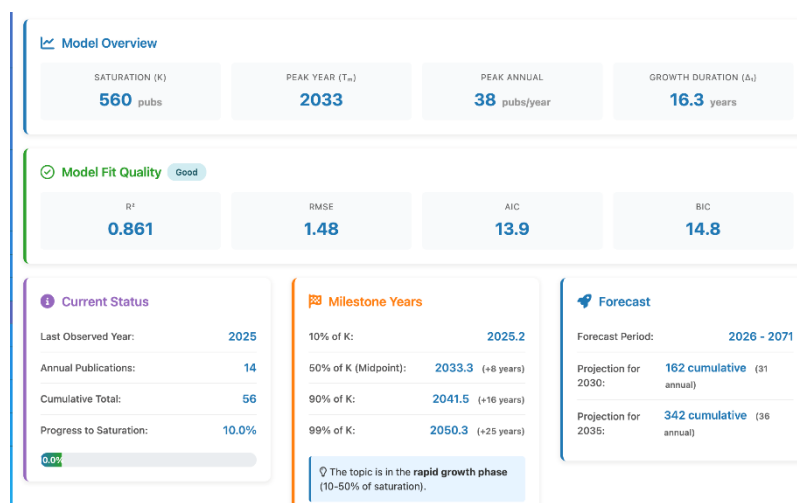 Model Overview
SATURATION (K)
560 pubs
PEAK YEAR (Tₘ)
2033
PEAK ANNUAL
38 pubs/year
GROWTH DURATION (Δₜ)
16.3 years
Model Fit Quality Good
R²
0.861
RMSE
1.48
AIC
13.9
BIC
14.8
Current Status
Last Observed Year: 2025
Annual Publications: 14
Cumulative Total: 56
Progress to Saturation: 10.0%
0.0%
Milestone Years
10% of K: 2025.2
50% of K (Midpoint): 2033.3 (+8 years)
90% of K: 2041.5 (+16 years)
99% of K: 2050.3 (+25 years)
The topic is in the rapid growth phase
(10-50% of saturation).
Forecast
Forecast Period: 2026 - 2071
Projection for 2030: 162 cumulative (31 annual)
Projection for 2035: 342 cumulative (36 annual)